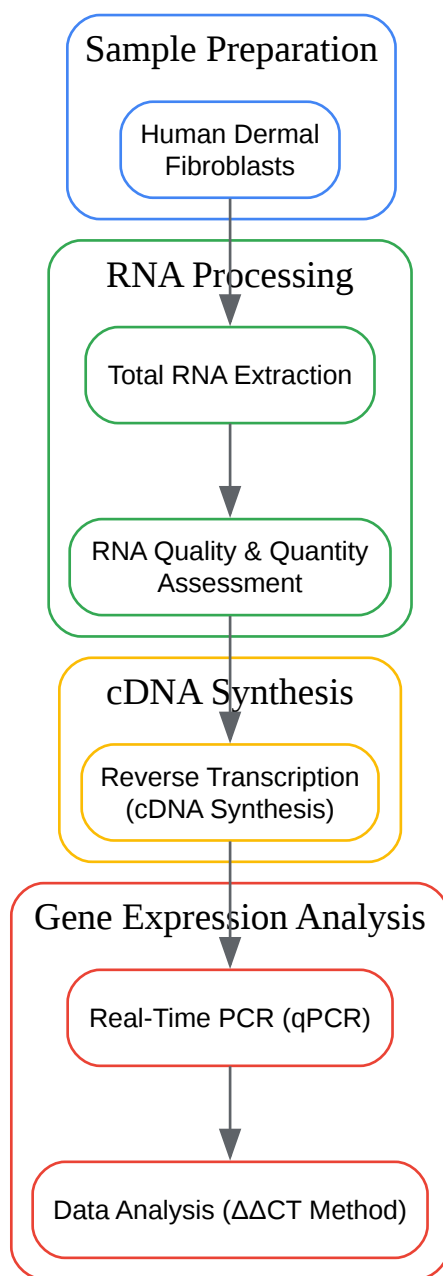 Sample Preparation
Human Dermal
Fibroblasts
RNA Processing
Total RNA Extraction
RNA Quality & Quantity
Assessment
cDNA Synthesis
Reverse Transcription
(cDNA Synthesis)
Gene Expression Analysis
Real-Time PCR (qPCR)
Data Analysis (ΔΔCT Method)